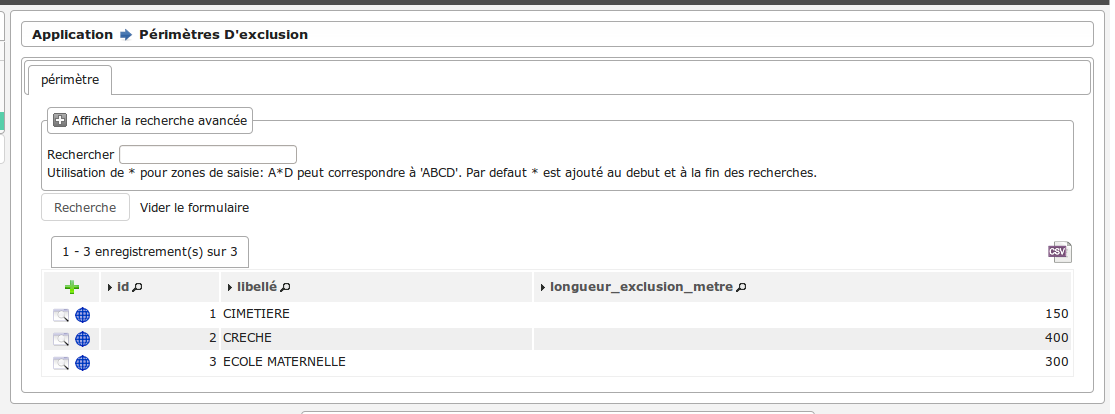 Application Périmètres D'exclusion
périmètre
Afficher la recherche avancée
Rechercher
Utilisation de * pour zones de saisie: A*D peut correspondre à 'ABCD'. Par defaut * est ajouté au debut et à la fin des recherches.
Recherche Vider le formulaire
1 - 3 enregistrement(s) sur 3
CSV
id libellé longueur_exclusion_metre
1 CIMETIERE 150
2 CRECHE 400
3 ECOLE MATERNELLE 300